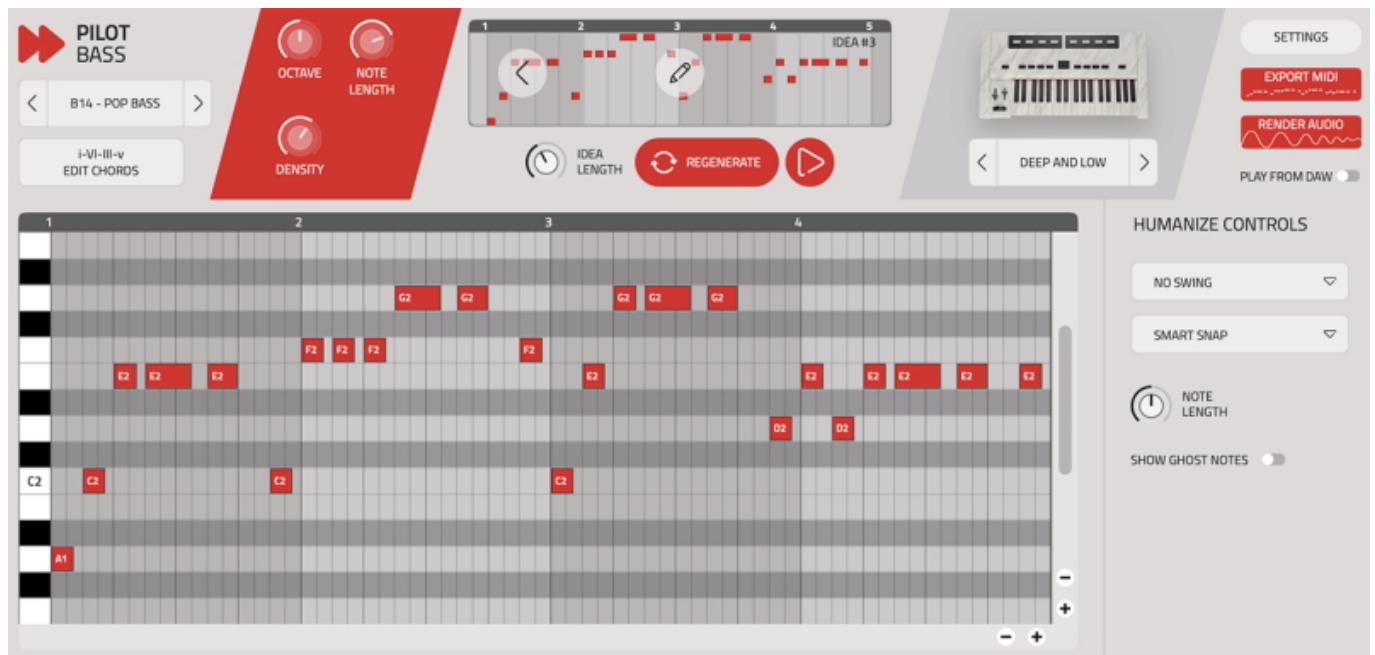 PILOT
BASS
B14 - POP BASS
i-VI-III-v
EDIT CHORDS
OCTAVE
NOTE
LENGTH
DENSITY
1 2 3 4 5
IDEA #3
IDEA
LENGTH
REGENERATE
DEEP AND LOW
SETTINGS
EXPORT MIDI
RENDER AUDIO
PLAY FROM DAW
1 2 3 4
G2 G2 G2 G2 G2
F2 F2 F2 F2
E2 E2 E2 E2 E2 E2 E2 E2 E2
D2 D2
C2 C2 C2 C2
A1
HUMANIZE CONTROLS
NO SWING
SMART SNAP
NOTE
LENGTH
SHOW GHOST NOTES